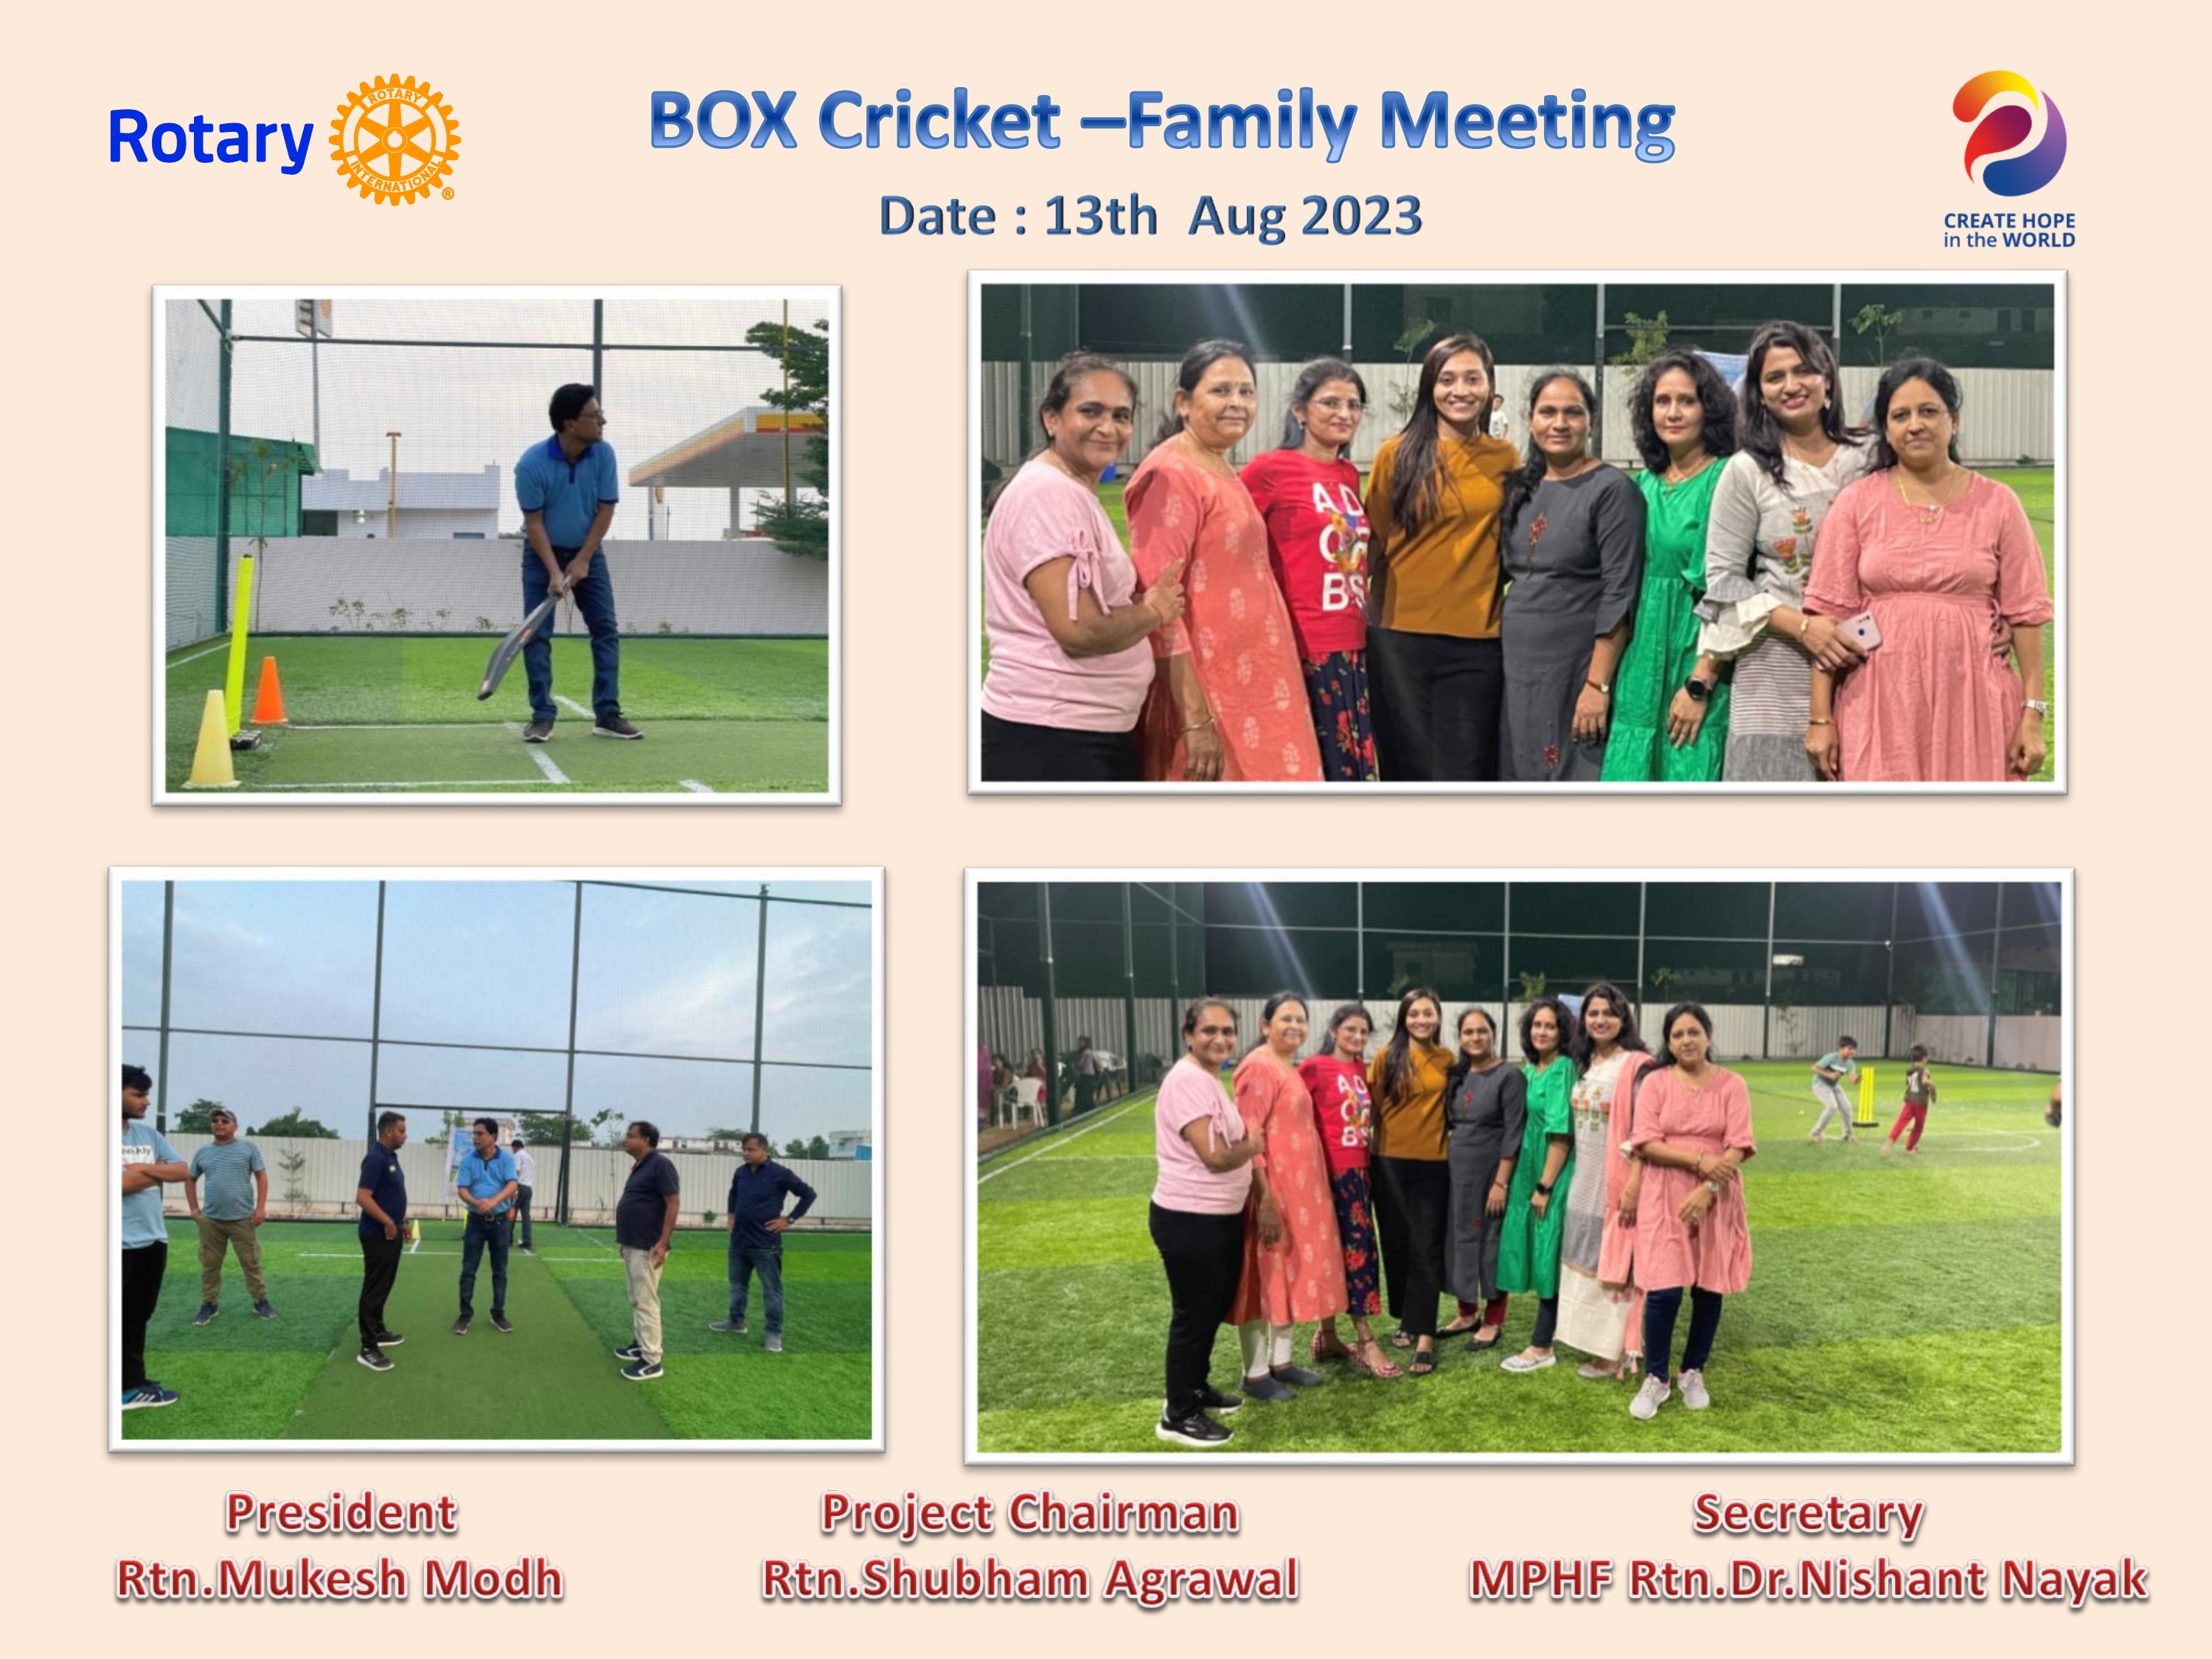 Rotary
ROTARY
INTERNATIONAL
®
BOX Cricket –Family Meeting
Date : 13th Aug 2023
CREATE HOPE
in the WORLD
President
Rtn.Mukesh Modh
Project Chairman
Rtn.Shubham Agrawal
Secretary
MPHF Rtn.Dr.Nishant Nayak